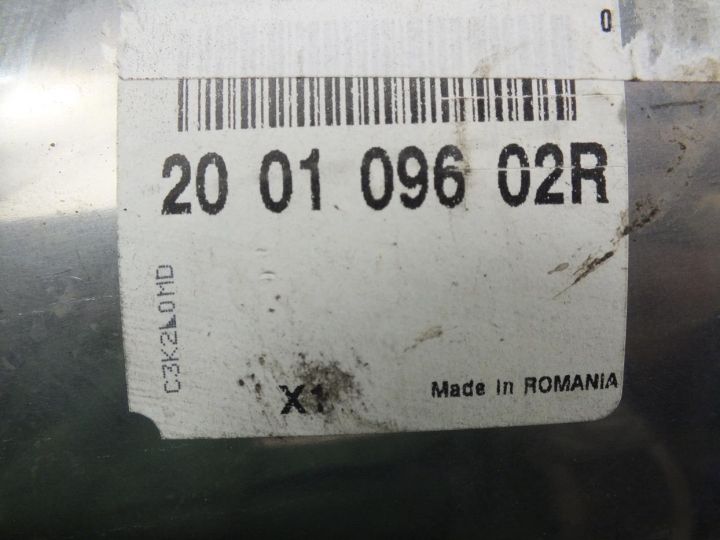 0
20 01 096 02R
C3K2L0MD
X1
Made In ROMANIA